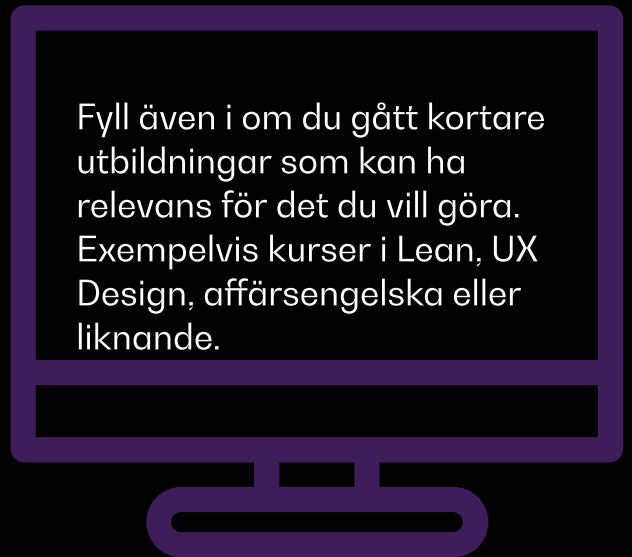 Fyll även i om du gått kortare
utbildningar som kan ha
relevans för det du vill göra.
Exempelvis kurser i Lean, UX
Design, affärsengelska eller
liknande.